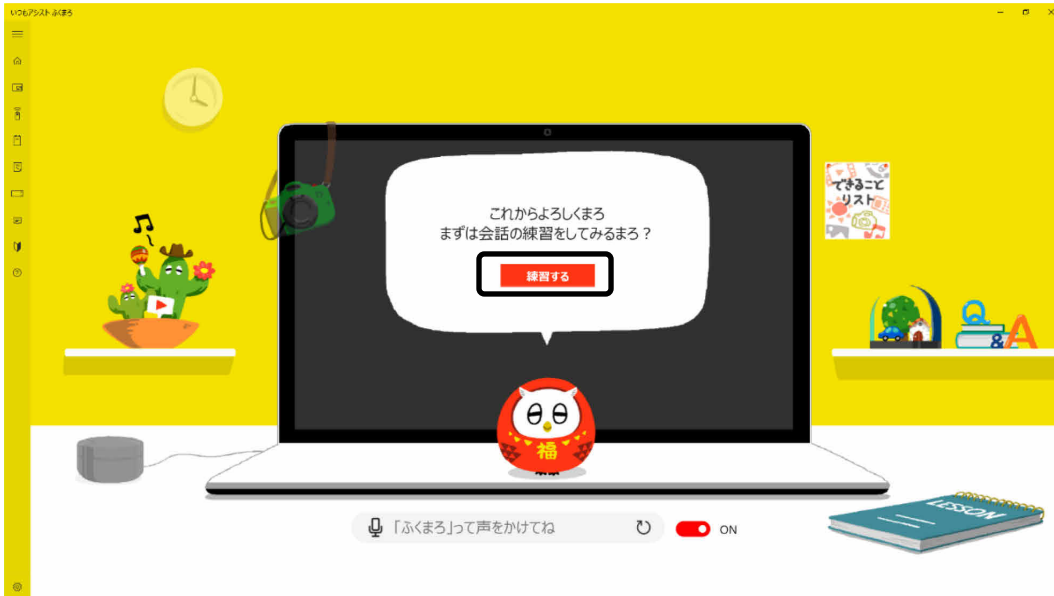 いつもアシスト ふくまろ
できること
リスト
これからよろしくまろ
まずは会話の練習をしてみるまろ？
練習する
Q
&
A
福
LESSON
「ふくまろ」って声をかけてね
ON